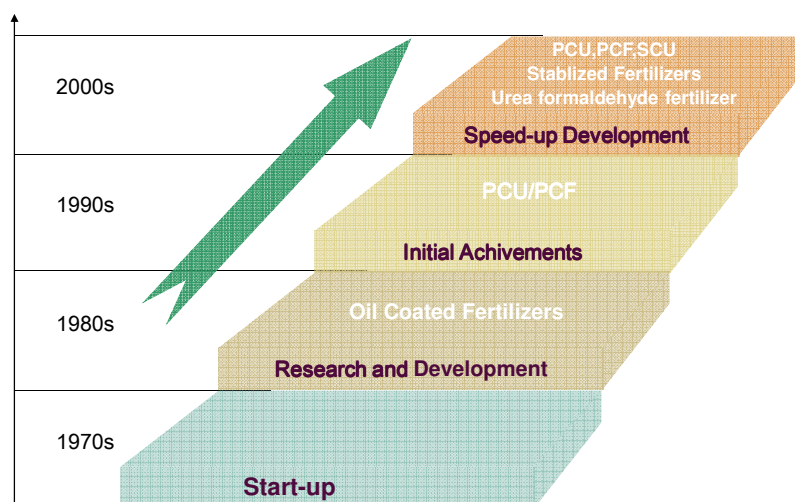 PCU,PCF,SCU
2000s
Stablized Fertilizers
Urea formaldehyde fertilizer
Speed-up Development
1990s
PCU/PCF
Initial Achivements
1980s
Oil Coated Fertilizers
Research and Development
1970s
Start-up